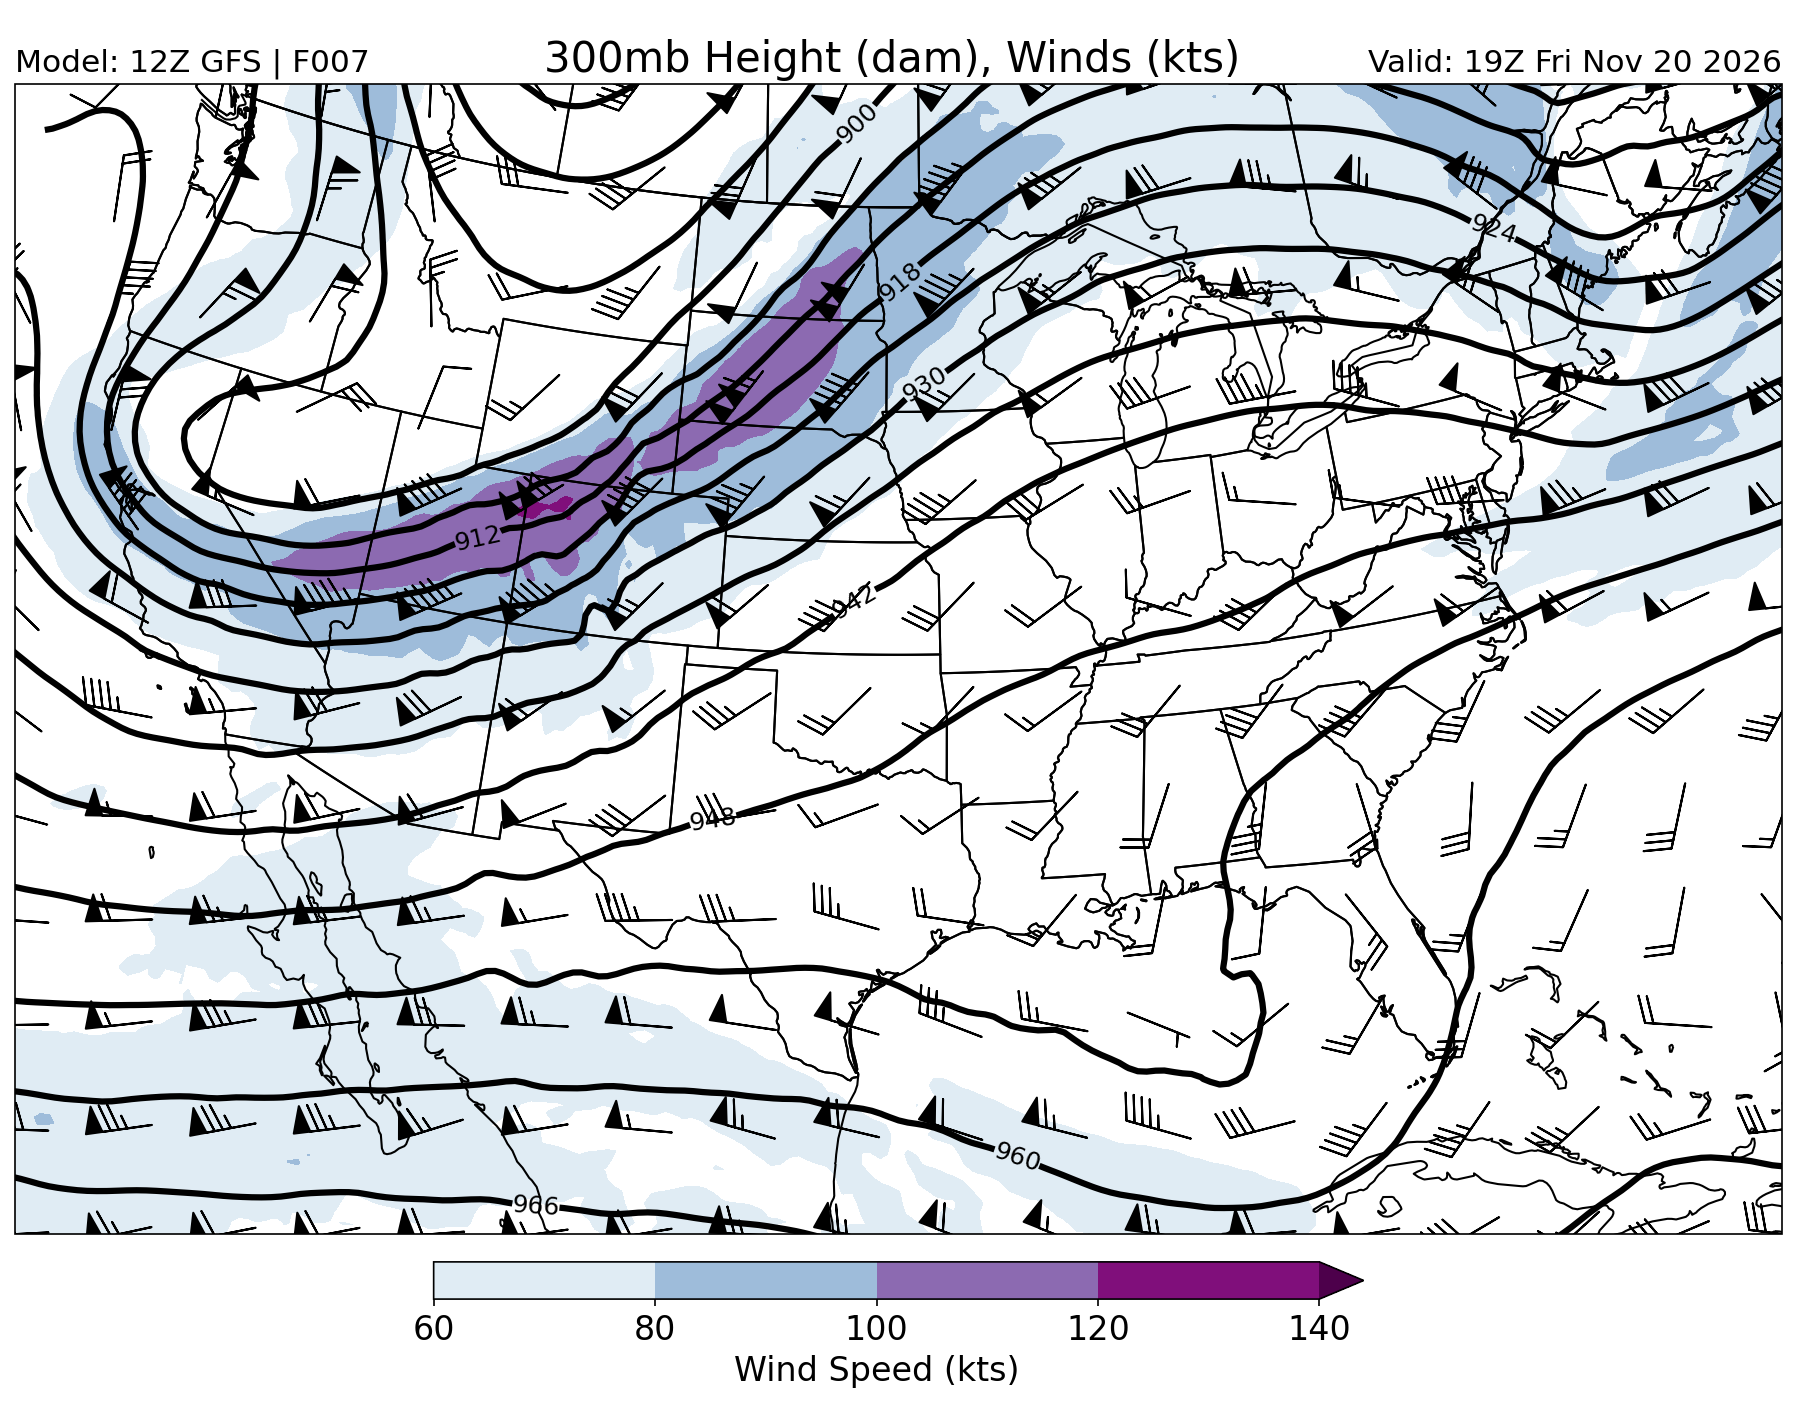 Model: 12Z GFS | F007
300mb Height (dam), Winds (kts)
Valid: 19Z Fri Nov 20 2026
900
924
918
930
912
942
948
960
966
60 80 100 120 140
Wind Speed (kts)